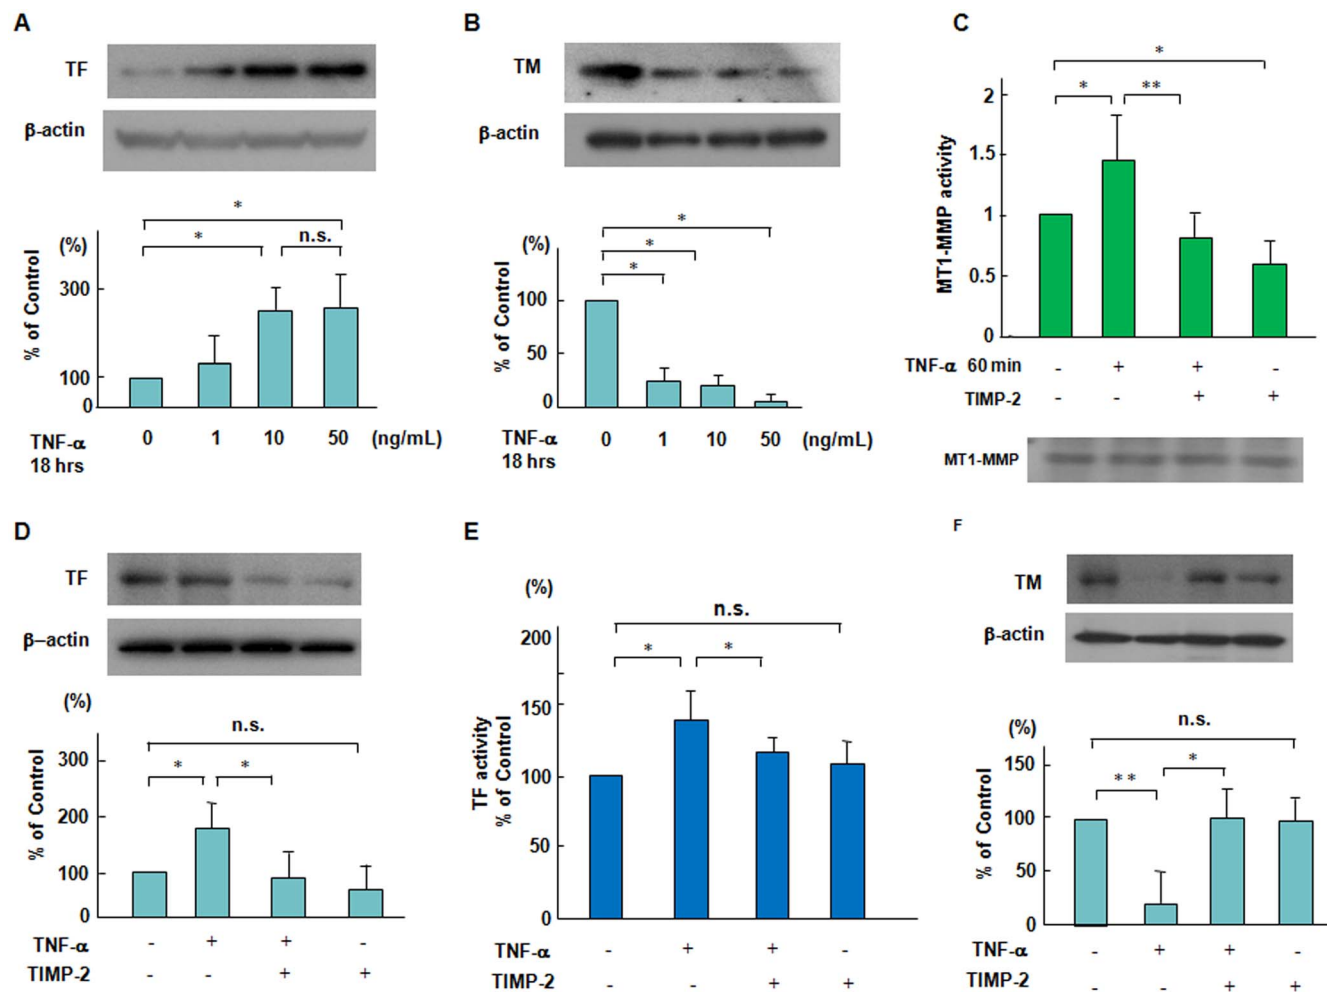 A
TF
β-actin
(%)
% of Control
300
100
0
*
*
n.s.
TNF-α
18 hrs
0 1 10 50 (ng/mL)
B
TM
β-actin
(%)
% of Control
100
50
0
*
*
*
TNF-α
18 hrs
0 1 10 50 (ng/mL)
C
MT1-MMP activity
2
1.5
1
0.5
0
*
* **
TNF-α 60 min - + + -
TIMP-2 - - + +
MT1-MMP
D
TF
β-actin
(%)
% of Control
300
200
100
0
n.s.
* *
TNF-α - + + -
TIMP-2 - - + +
E
(%)
TF activity
% of Control
200
150
100
50
0
n.s.
* *
TNF-α - + + -
TIMP-2 - - + +
F
TM
β-actin
(%)
% of Control
150
100
50
0
n.s.
** *
TNF-α - + + -
TIMP-2 - - + +